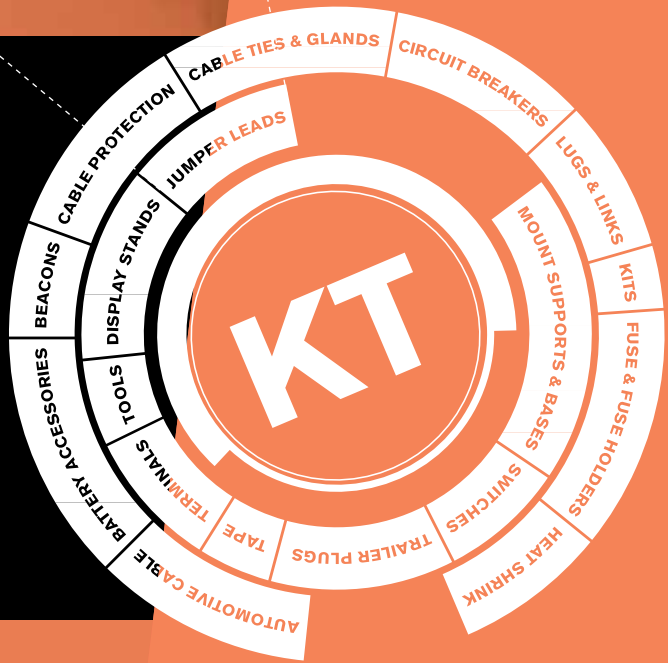 AUTOMOTIVE CABLE
BATTERY ACCESSORIES
BEACONS
CABLE PROTECTION
CABLE TIES & GLANDS
CIRCUIT BREAKERS
LUGS & LINKS
KITS
FUSE & FUSE HOLDERS
HEAT SHRINK
JUMPER LEADS
DISPLAY STANDS
TOOLS
TERMINALS
TAPE
TRAILER PLUGS
SWITCHES
MOUNT SUPPORTS & BASES
KT